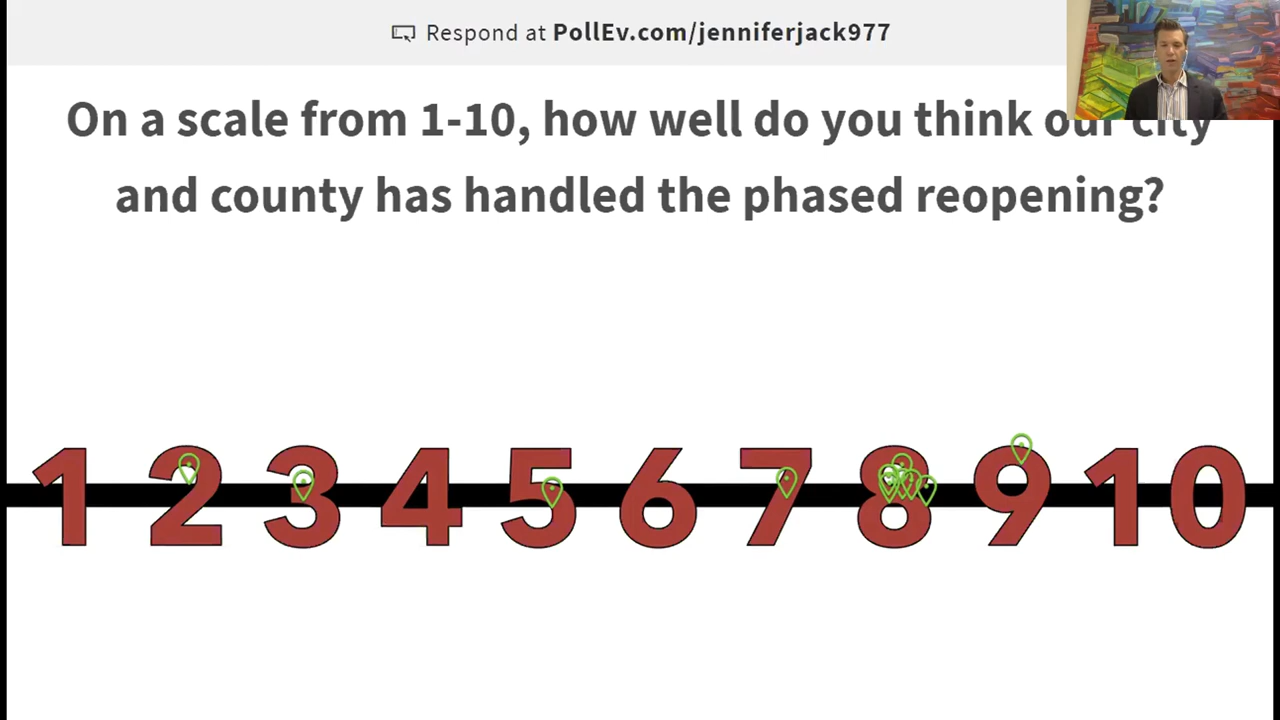 Respond at PollEv.com/jenniferjack977
On a scale from 1-10, how well do you think our city
and county has handled the phased reopening?
1 2 3 4 5 6 7 8 9 10